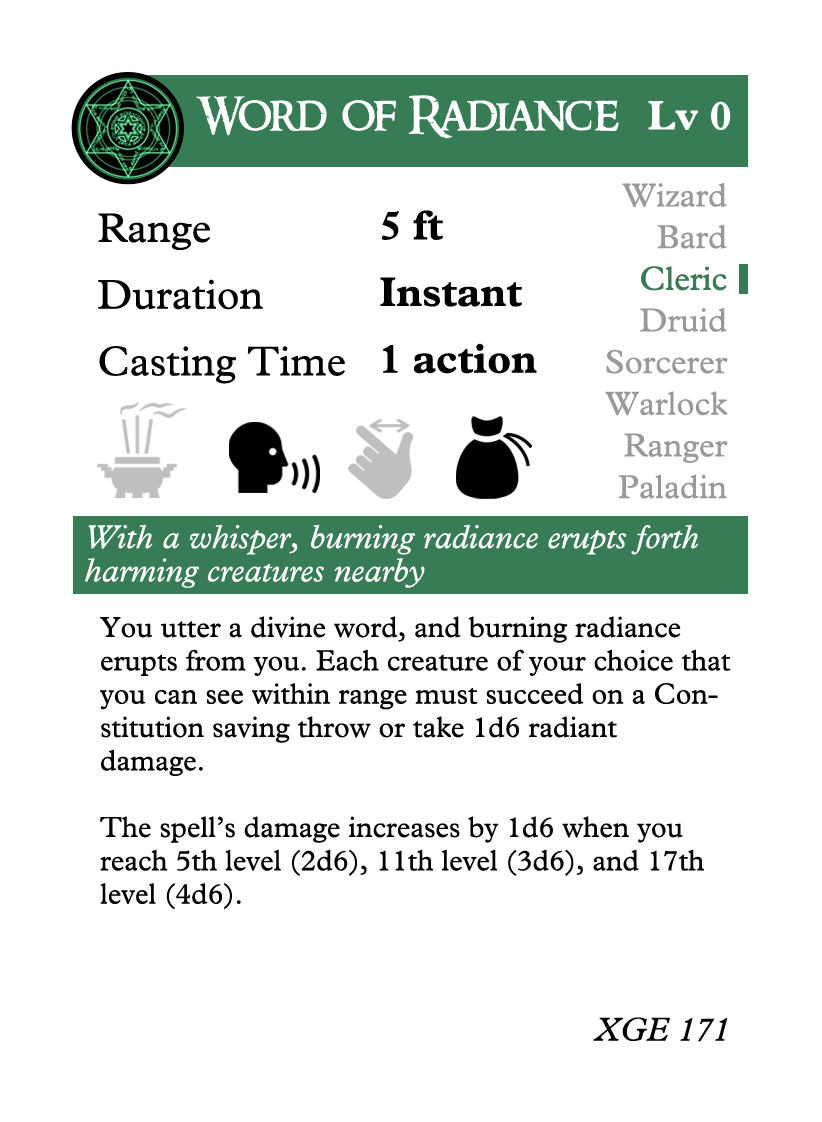 WORD OF RADIANCE Lv 0
Range 5 ft
Duration Instant
Casting Time 1 action
Wizard
Bard
Cleric
Druid
Sorcerer
Warlock
Ranger
Paladin
With a whisper, burning radiance erupts forth
harming creatures nearby
You utter a divine word, and burning radiance
erupts from you. Each creature of your choice that
you can see within range must succeed on a Con-
stitution saving throw or take 1d6 radiant
damage.
The spell’s damage increases by 1d6 when you
reach 5th level (2d6), 11th level (3d6), and 17th
level (4d6).
XGE 171